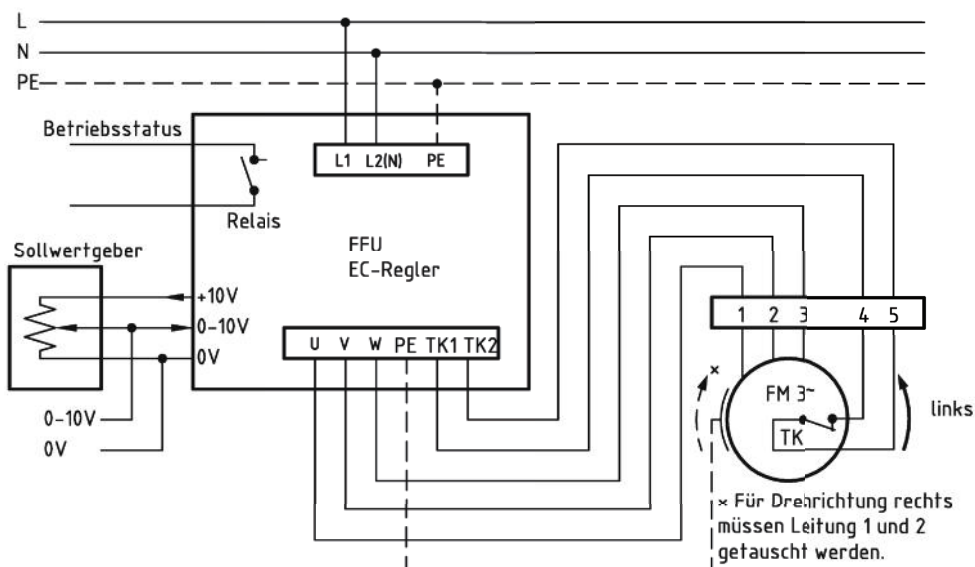 L
N
PE
Betriebsstatus
L1 L2(N) PE
Relais
Sollwertgeber
FFU
EC-Regler
+10V
0-10V
0V
U V W PE TK1 TK2
1 2 3 4 5
0-10V
0V
×
FM 3~
TK
links
× Für Drehrichtung rechts
müssen Leitung 1 und 2
getauscht werden.